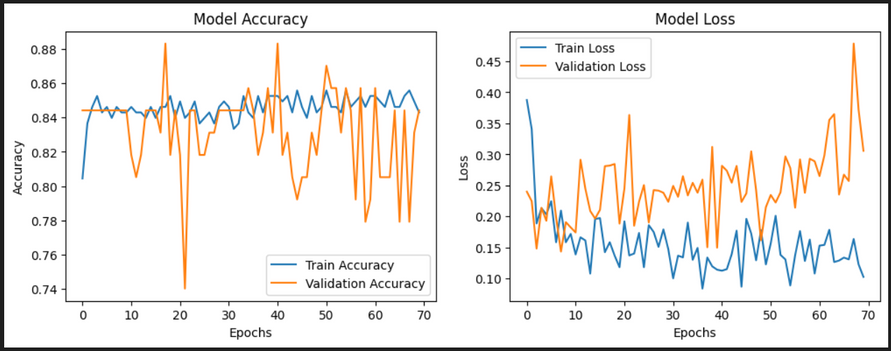 Model Accuracy
0.88
0.86
0.84
0.82
0.80
0.78
0.76
0.74
Accuracy
Train Accuracy
Validation Accuracy
0 10 20 30 40 50 60 70
Epochs
Model Loss
Train Loss
Validation Loss
0.45
0.40
0.35
0.30
0.25
0.20
0.15
0.10
Loss
0 10 20 30 40 50 60 70
Epochs